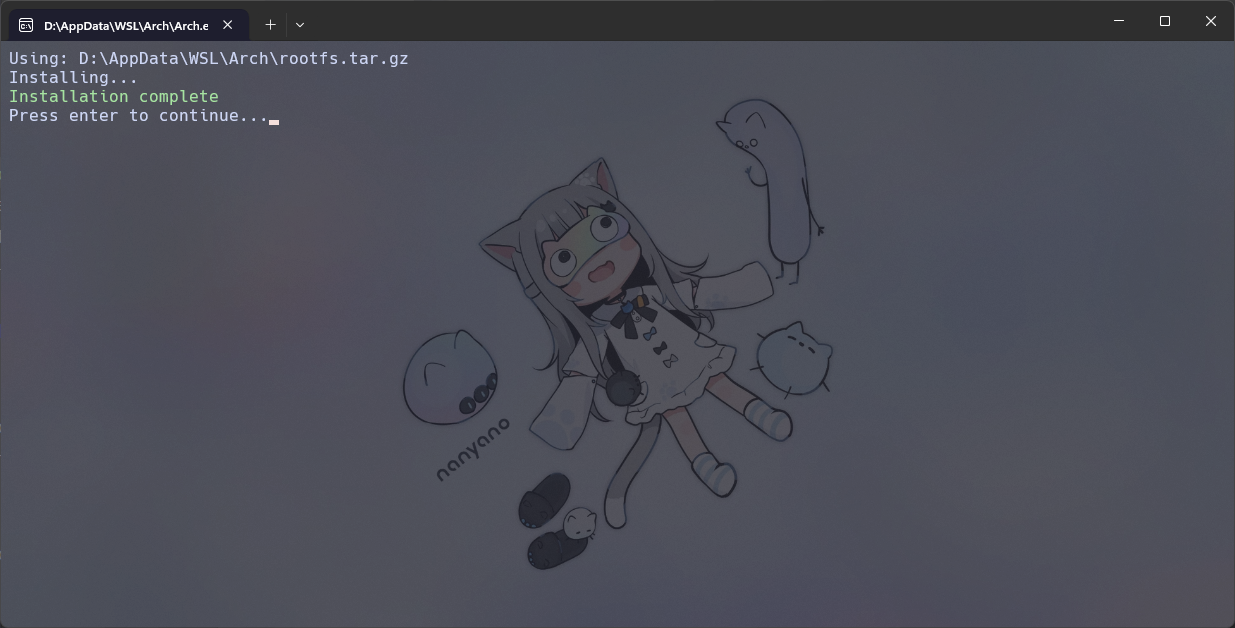 D:\AppData\WSL\Arch\Arch.e
Using: D:\AppData\WSL\Arch\rootfs.tar.gz
Installing...
Installation complete
Press enter to continue...
nanyano